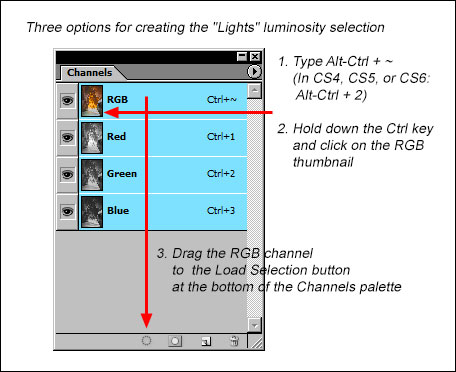 Three options for creating the "Lights" luminosity selection
Channels
RGB Ctrl+~
Red Ctrl+1
Green Ctrl+2
Blue Ctrl+3
1. Type Alt-Ctrl + ~
(In CS4, CS5, or CS6:
Alt-Ctrl + 2)
2. Hold down the Ctrl key
and click on the RGB
thumbnail
3. Drag the RGB channel
to the Load Selection button
at the bottom of the Channels palette